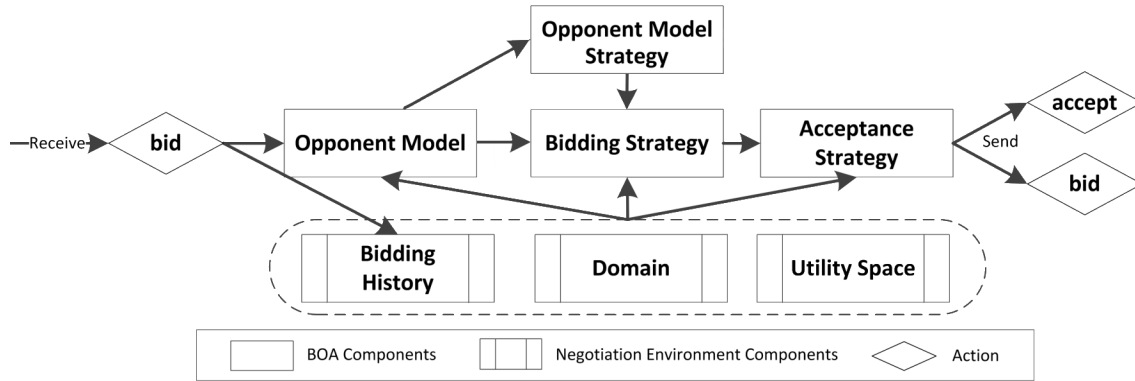 Opponent Model
Strategy
Receive
bid
Opponent Model
Bidding Strategy
Acceptance
Strategy
Send
accept
bid
Bidding
History
Domain
Utility Space
BOA Components
Negotiation Environment Components
Action